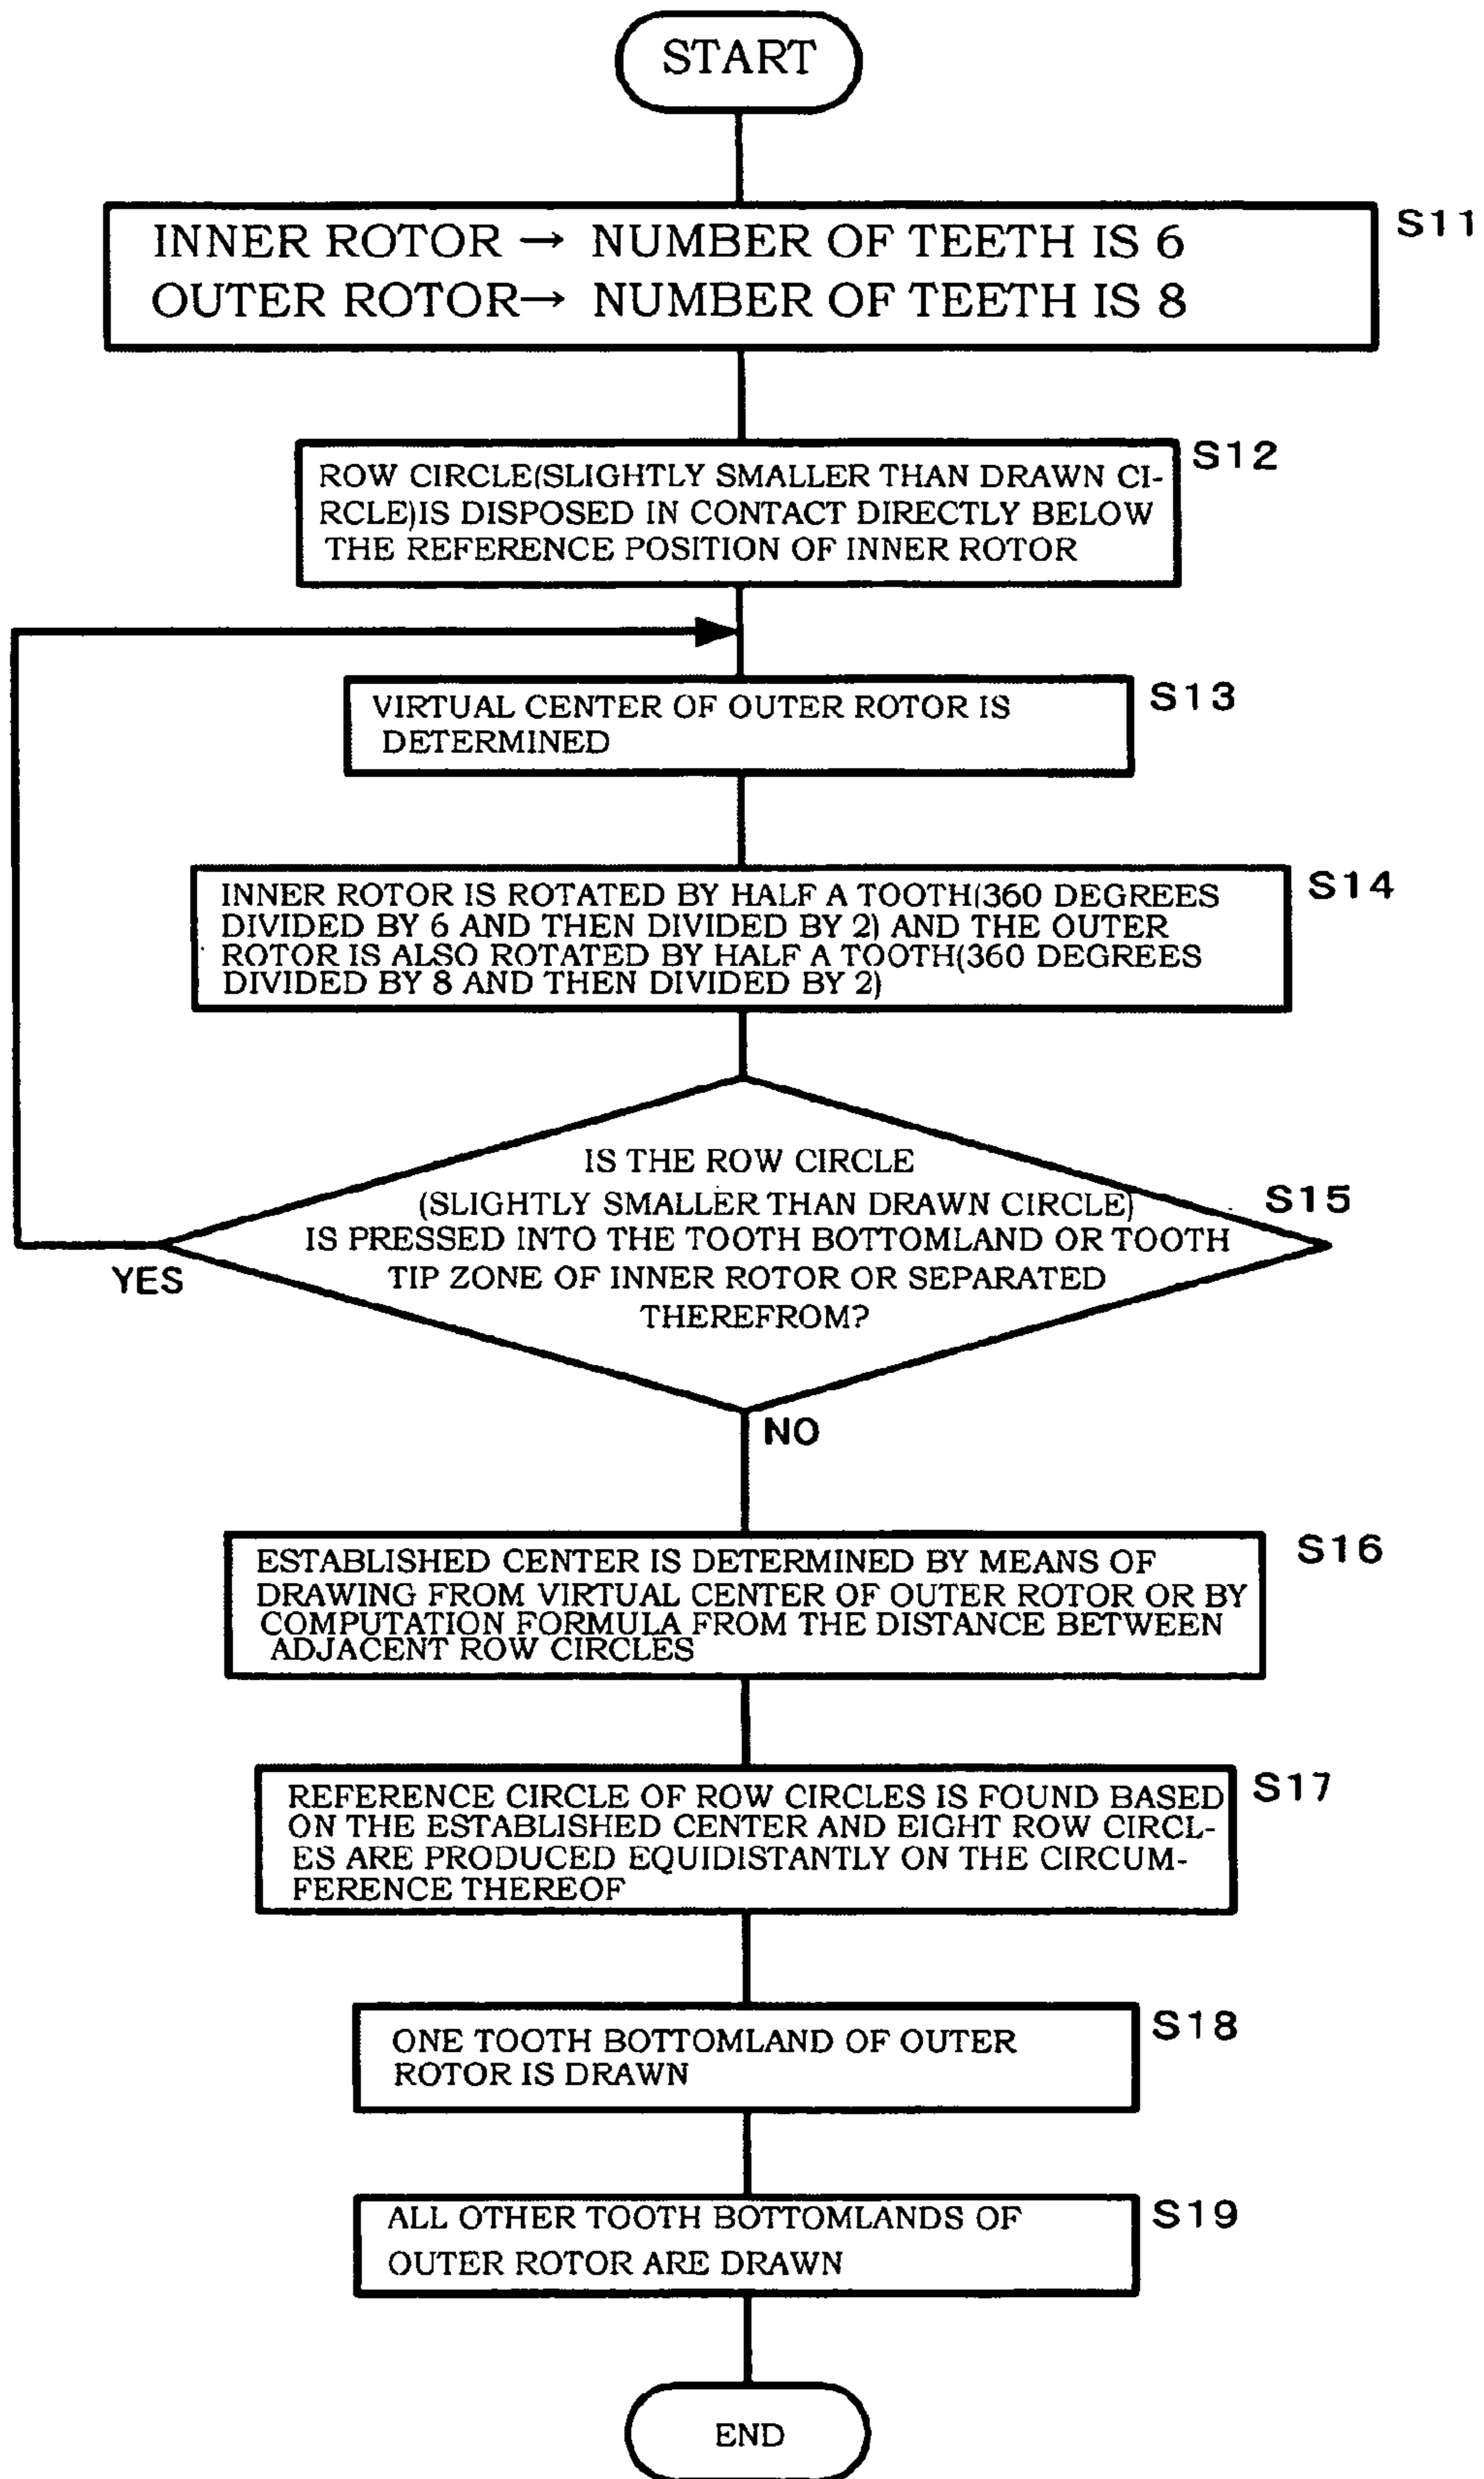 START
S11
INNER ROTOR → NUMBER OF TEETH IS 6
OUTER ROTOR→ NUMBER OF TEETH IS 8
S12
ROW CIRCLE(SLIGHTLY SMALLER THAN DRAWN CI-
RCLE)IS DISPOSED IN CONTACT DIRECTLY BELOW
THE REFERENCE POSITION OF INNER ROTOR
S13
VIRTUAL CENTER OF OUTER ROTOR IS
DETERMINED
S14
INNER ROTOR IS ROTATED BY HALF A TOOTH(360 DEGREES
DIVIDED BY 6 AND THEN DIVIDED BY 2) AND THE OUTER
ROTOR IS ALSO ROTATED BY HALF A TOOTH(360 DEGREES
DIVIDED BY 8 AND THEN DIVIDED BY 2)
IS THE ROW CIRCLE
(SLIGHTLY SMALLER THAN DRAWN CIRCLE)
S15
IS PRESSED INTO THE TOOTH BOTTOMLAND OR TOOTH
TIP ZONE OF INNER ROTOR OR SEPARATED
THEREFROM?
YES
NO
S16
ESTABLISHED CENTER IS DETERMINED BY MEANS OF
DRAWING FROM VIRTUAL CENTER OF OUTER ROTOR OR BY
COMPUTATION FORMULA FROM THE DISTANCE BETWEEN
ADJACENT ROW CIRCLES
S17
REFERENCE CIRCLE OF ROW CIRCLES IS FOUND BASED
ON THE ESTABLISHED CENTER AND EIGHT ROW CIRCL-
ES ARE PRODUCED EQUIDISTANTLY ON THE CIRCUM-
FERENCE THEREOF
S18
ONE TOOTH BOTTOMLAND OF OUTER
ROTOR IS DRAWN
S19
ALL OTHER TOOTH BOTTOMLANDS OF
OUTER ROTOR ARE DRAWN
END